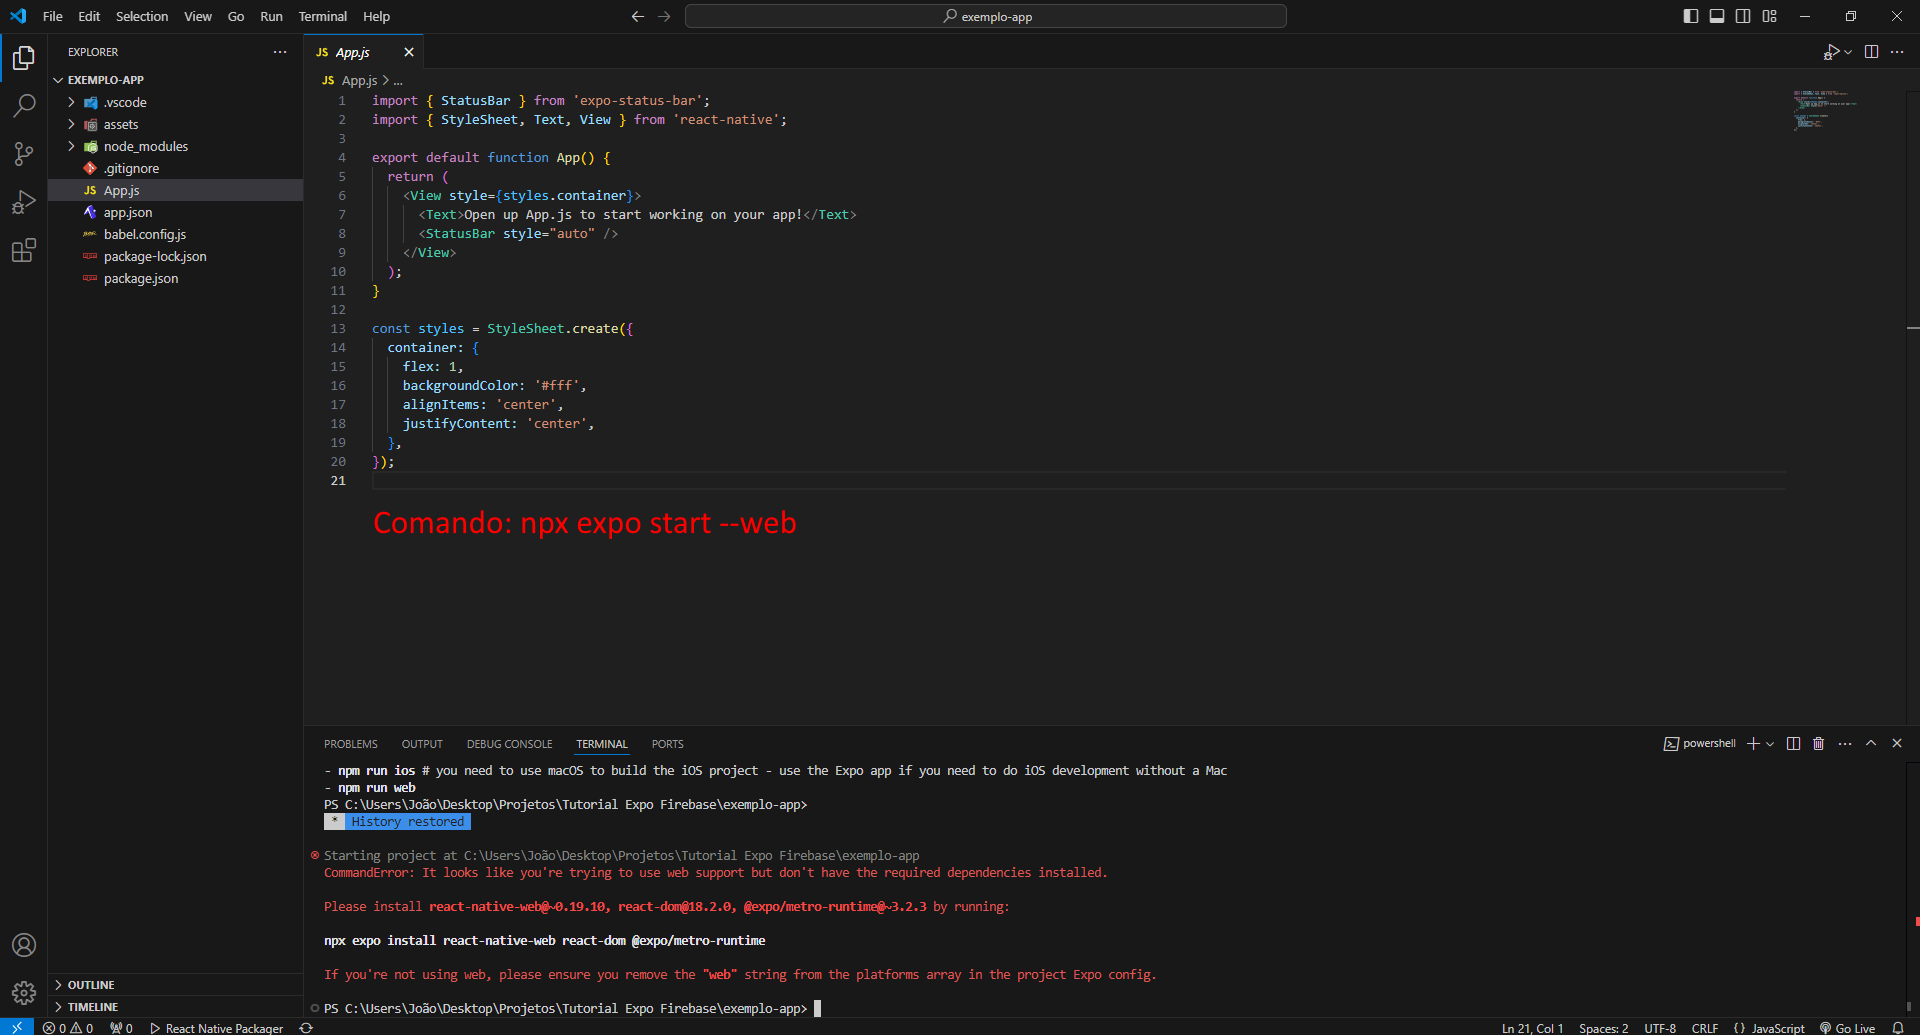 File Edit Selection View Go Run Terminal Help
exemplo-app
EXPLORER
EXEMPLO-APP
.vscode
assets
node_modules
.gitignore
JS App.js
app.json
babel.config.js
package-lock.json
package.json
OUTLINE
TIMELINE
JS App.js
JS App.js > ...
1 import { StatusBar } from 'expo-status-bar';
2 import { StyleSheet, Text, View } from 'react-native';
3
4 export default function App() {
5 return (
6 <View style={styles.container}>
7 <Text>Open up App.js to start working on your app!</Text>
8 <StatusBar style="auto" />
9 </View>
10 );
11 }
12
13 const styles = StyleSheet.create({
14 container: {
15 flex: 1,
16 backgroundColor: '#fff',
17 alignItems: 'center',
18 justifyContent: 'center',
19 },
20 });
21
Comando: npx expo start --web
PROBLEMS OUTPUT DEBUG CONSOLE TERMINAL PORTS
powershell
- npm run ios # you need to use macOS to build the iOS project - use the Expo app if you need to do iOS development without a Mac
- npm run web
PS C:\Users\João\Desktop\Projetos\Tutorial Expo Firebase\exemplo-app>
* History restored
Starting project at C:\Users\João\Desktop\Projetos\Tutorial Expo Firebase\exemplo-app
CommandError: It looks like you're trying to use web support but don't have the required dependencies installed.
Please install react-native-web@~0.19.10, react-dom@18.2.0, @expo/metro-runtime@~3.2.3 by running:
npx expo install react-native-web react-dom @expo/metro-runtime
If you're not using web, please ensure you remove the "web" string from the platforms array in the project Expo config.
PS C:\Users\João\Desktop\Projetos\Tutorial Expo Firebase\exemplo-app>
0 0 0 React Native Packager
Ln 21, Col 1 Spaces: 2 UTF-8 CRLF {} JavaScript Go Live